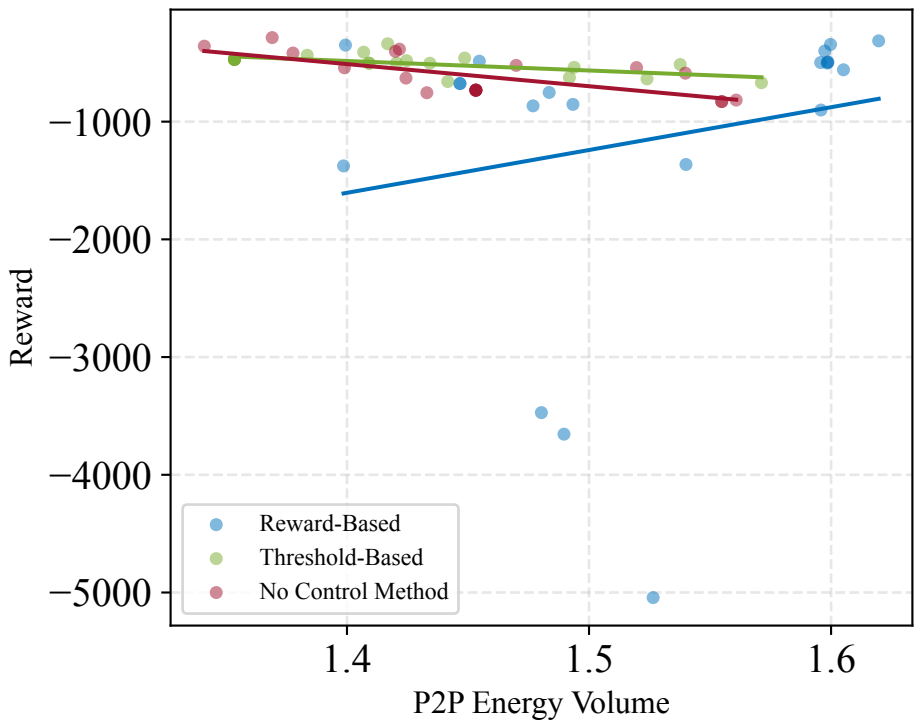 −1000
−2000
−3000
−4000
−5000
Reward
Reward-Based
Threshold-Based
No Control Method
1.4
1.5
1.6
P2P Energy Volume